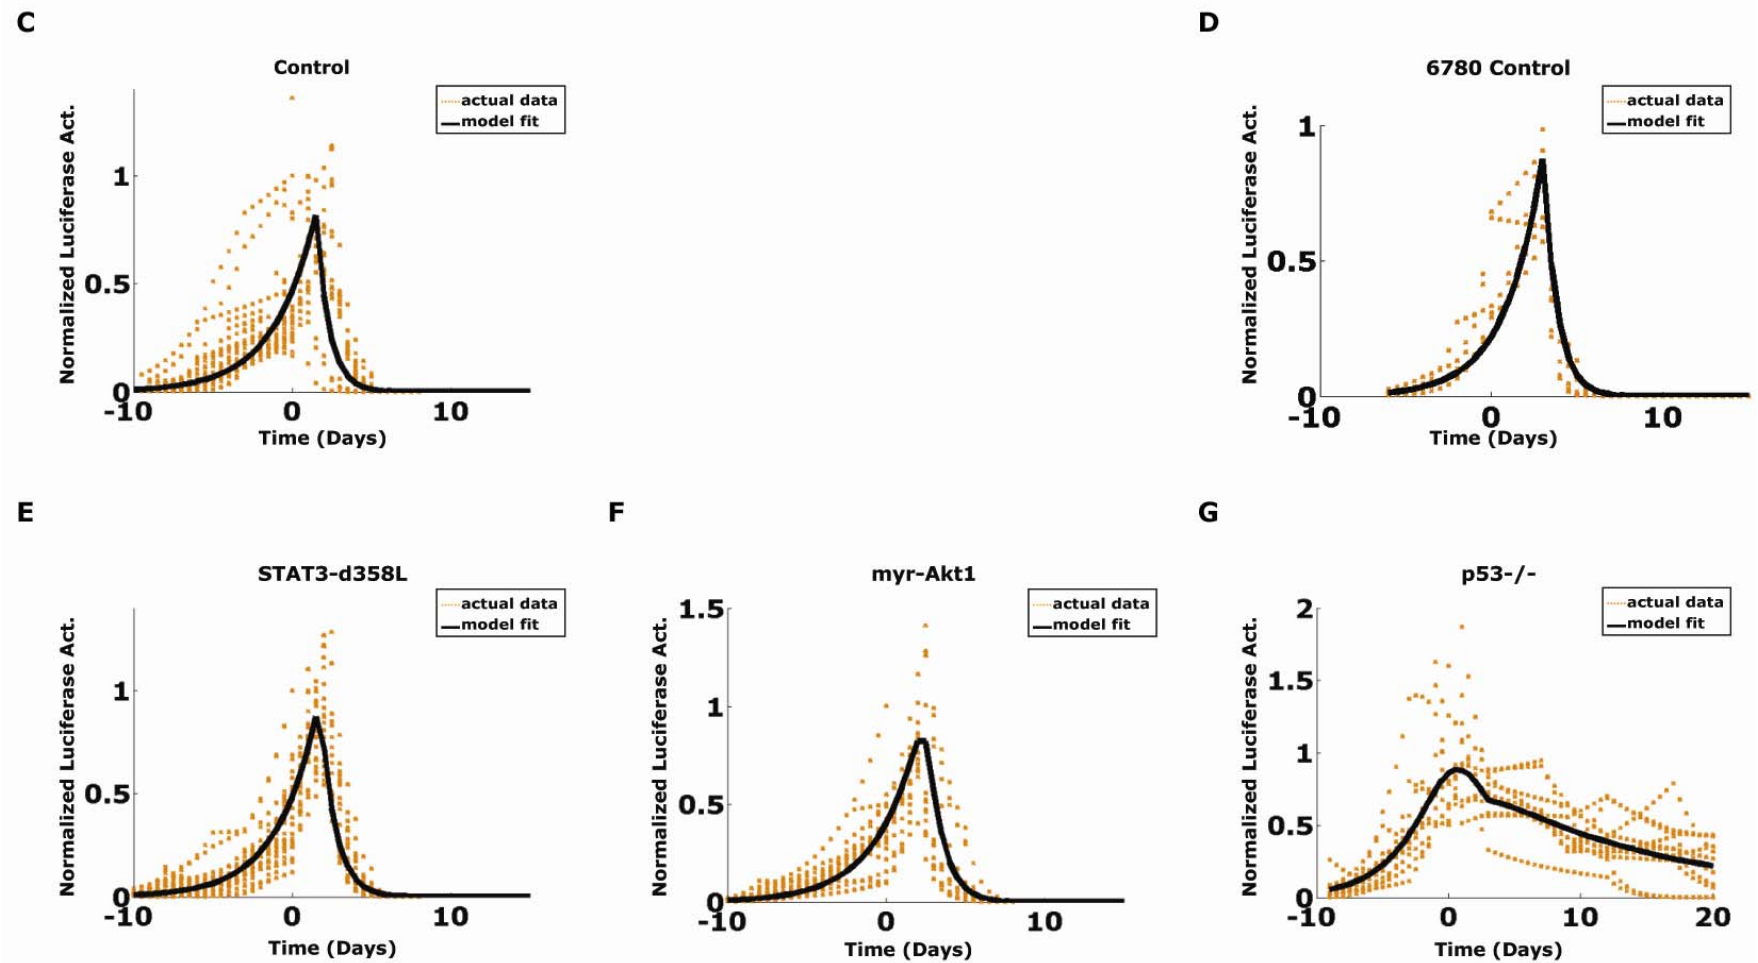 C
Control
actual data
model fit
Normalized Luciferase Act.
1
0.5
0
-10 0 10
Time (Days)
D
6780 Control
actual data
model fit
Normalized Luciferase Act.
1
0.5
0
-10 0 10
Time (Days)
E
STAT3-d358L
actual data
model fit
Normalized Luciferase Act.
1
0.5
0
-10 0 10
Time (Days)
F
myr-Akt1
actual data
model fit
Normalized Luciferase Act.
1.5
1
0.5
0
-10 0 10
Time (Days)
G
p53-/-
actual data
model fit
Normalized Luciferase Act.
2
1.5
1
0.5
0
-10 0 10 20
Time (Days)